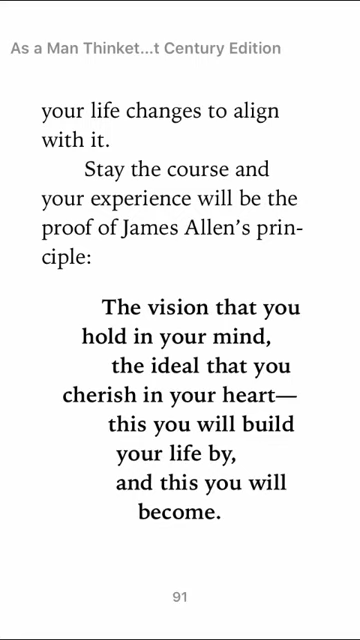 As a Man Thinket...t Century Edition
your life changes to align
with it.
Stay the course and
your experience will be the
proof of James Allen’s prin-
ciple:
The vision that you
hold in your mind,
the ideal that you
cherish in your heart—
this you will build
your life by,
and this you will
become.
91